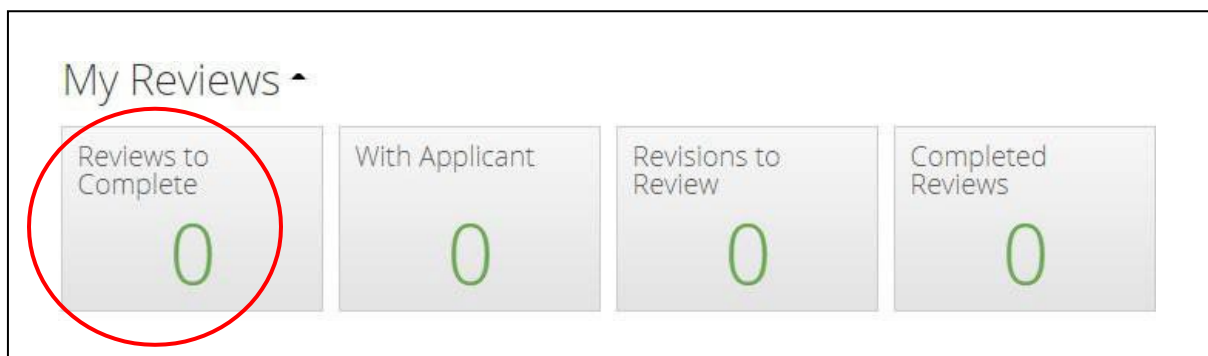 My Reviews
Reviews to
Complete
0
With Applicant
0
Revisions to
Review
0
Completed
Reviews
0